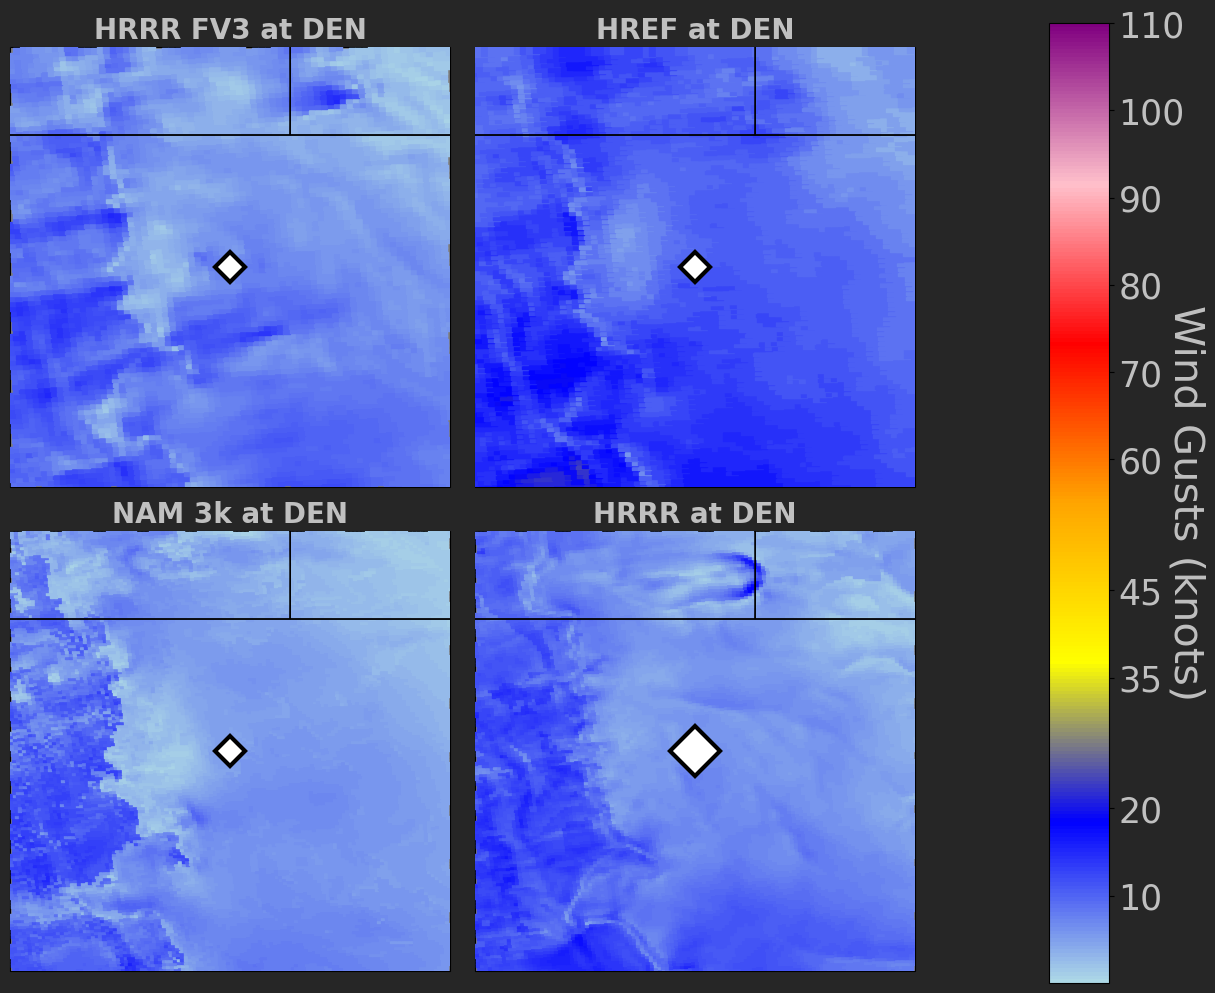 HRRR FV3 at DEN
HREF at DEN
NAM 3k at DEN
HRRR at DEN
110
100
90
80
70
60
45
35
20
10
Wind Gusts (knots)